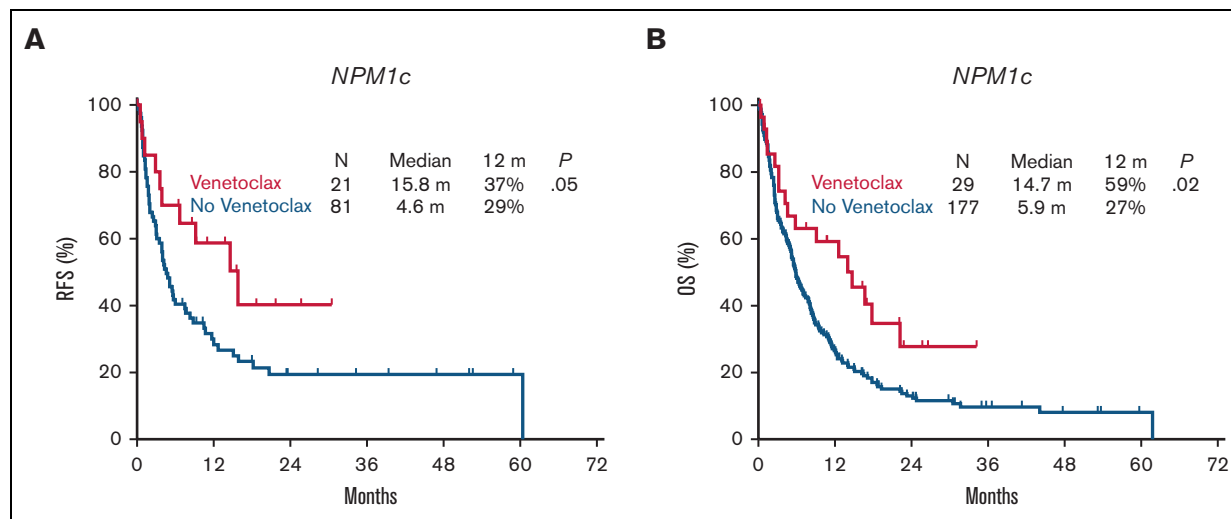 A
NPM1c
N Median 12 m P
Venetoclax 21 15.8 m 37% .05
No Venetoclax 81 4.6 m 29%
RFS (%)
100
80
60
40
20
0
0 12 24 36 48 60 72
Months
B
NPM1c
N Median 12 m P
Venetoclax 29 14.7 m 59% .02
No Venetoclax 177 5.9 m 27%
OS (%)
100
80
60
40
20
0
0 12 24 36 48 60 72
Months